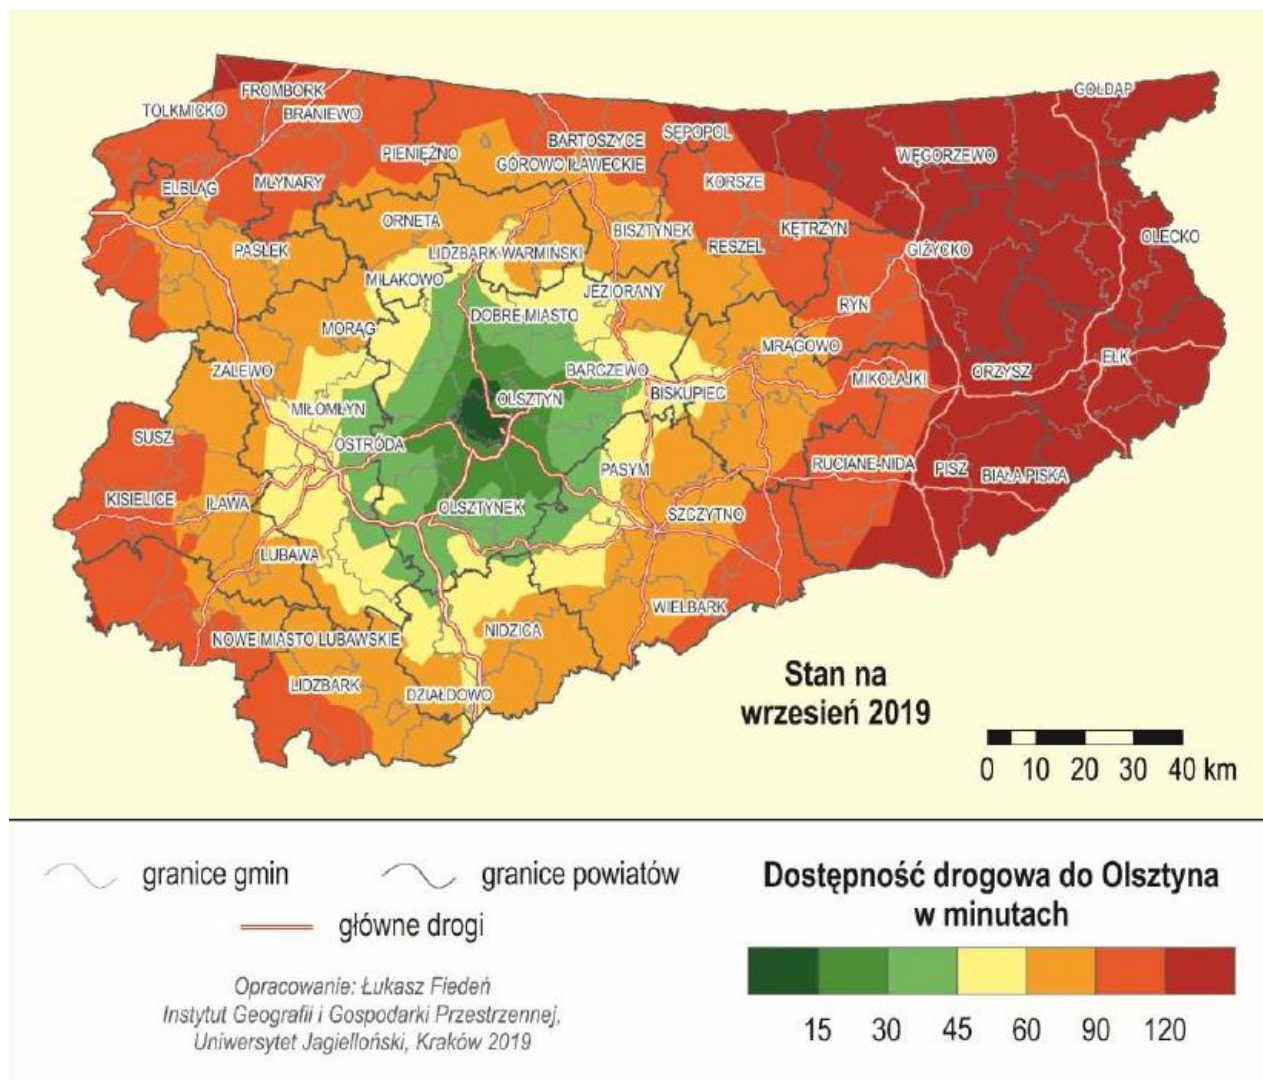 GOŁDAP
FROMBORK
TOLKMICKO
BRANIEWO
SĘPOPOL
BARTOSZYCE
PIENIĘŻNO
WĘGORZEWO
GÓROWO IŁAWECKIE
ELBLĄG
MŁYNARY
KORSZE
ORNETA
BISZTYNEK
KĘTRZYN
OLECKO
PASŁĘK
LIDZBARK WARMIŃSKI
RESZEL
GIŻYCKO
MIŁAKOWO
JEZIORANY
RYN
DOBRE MIASTO
MORĄG
MRĄGOWO
EŁK
ZALEWO
BARCZEWO
ORZYSZ
MIKOŁAJKI
BISKUPIEC
OLSZTYN
MIŁOMŁYN
SUSZ
OSTRÓDA
PASYM
RUCIANE-NIDA
PISZ
BIAŁA PISKA
KISIELICE
IŁAWA
OLSZTYNEK
SZCZYTNO
LUBAWA
WIELBARK
NIDZICA
NOWE MIASTO LUBAWSKIE
LIDZBARK
DZIAŁDOWO
Stan na
wrzesień 2019
0 10 20 30 40 km
granice gmin
granice powiatów
główne drogi
Opracowanie: Łukasz Fiedeń
Instytut Geografii i Gospodarki Przestrzennej,
Uniwersytet Jagielloński, Kraków 2019
Dostępność drogowa do Olsztyna
w minutach
15 30 45 60 90 120